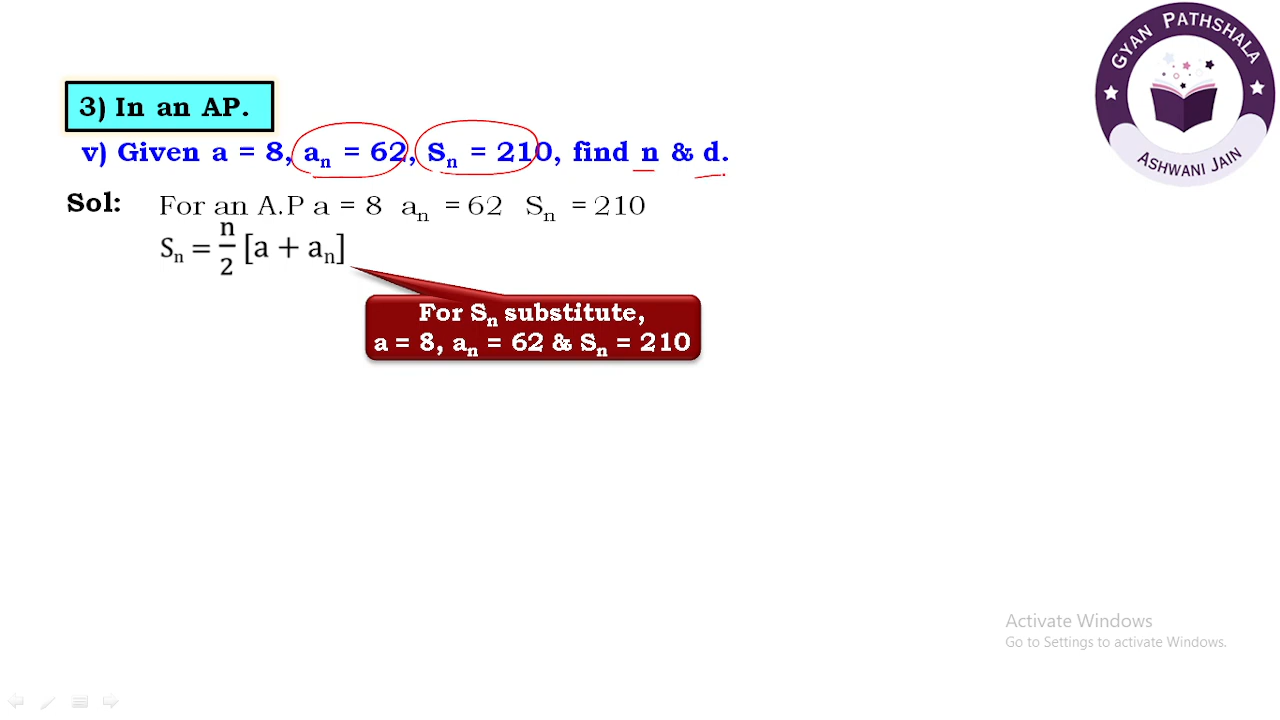 GYAN PATHSHALA
ASHWANI JAIN
3) In an AP.
v) Given a = 8, aₙ = 62, Sₙ = 210, find n & d.
Sol: For an A.P a = 8 aₙ = 62 Sₙ = 210
Sₙ = n/2 [a + aₙ]
For Sₙ substitute,
a = 8, aₙ = 62 & Sₙ = 210
Activate Windows
Go to Settings to activate Windows.